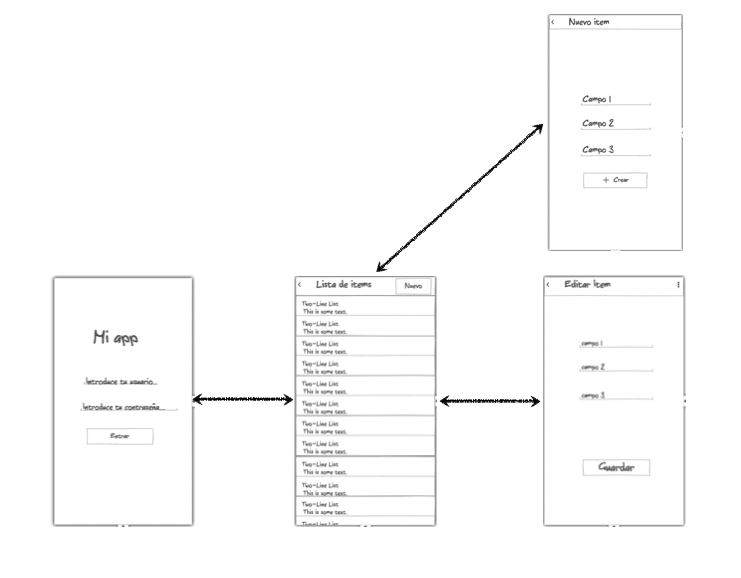 Nuevo item
Campo 1
Campo 2
Campo 3
+ Crear
Mi app
Introduce tu usuario...
Introduce tu contraseña...
Entrar
Lista de items
Nuevo
Two-Line List
This is some text.
Two-Line List
This is some text.
Two-Line List
This is some text.
Two-Line List
This is some text.
Two-Line List
This is some text.
Two-Line List
This is some text.
Two-Line List
This is some text.
Two-Line List
This is some text.
Two-Line List
This is some text.
Two-Line List
This is some text.
Two-Line List
This is some text.
Two-Line List
Editar Item
campo 1
campo 2
campo 3
Guardar